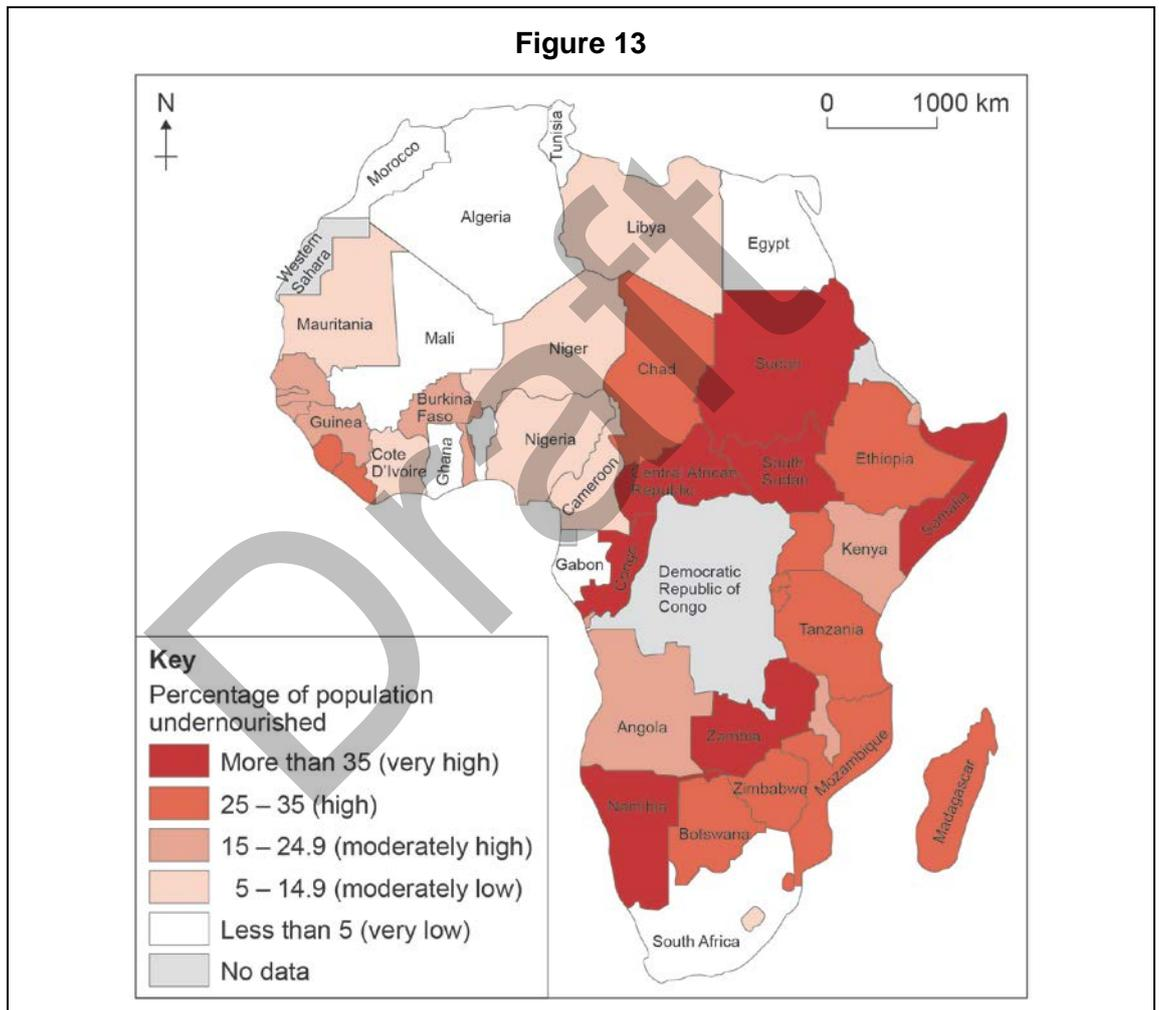 Figure 13
N
0 1000 km
Tunisia
Morocco
Algeria
Libya
Egypt
Western
Sahara
Mauritania
Mali
Niger
Chad
Sudan
Burkina
Faso
Guinea
Nigeria
Cote
D'Ivoire
Ghana
Cameroon
Central African
Republic
South
Sudan
Ethiopia
Somalia
Kenya
Gabon
Congo
Democratic
Republic of
Congo
Tanzania
Angola
Zambia
Mozambique
Zimbabwe
Namibia
Botswana
Madagascar
South Africa
Key
Percentage of population
undernourished
More than 35 (very high)
25 – 35 (high)
15 – 24.9 (moderately high)
5 – 14.9 (moderately low)
Less than 5 (very low)
No data
Draft